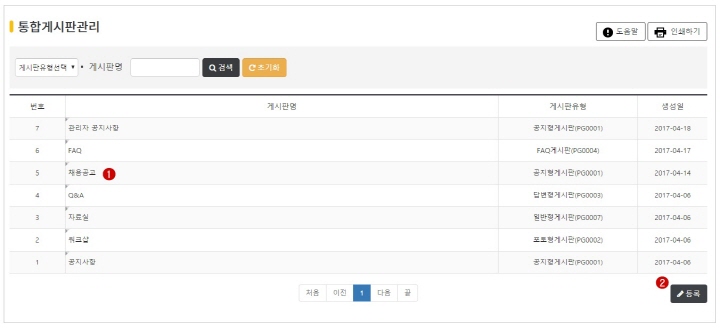 통합게시판관리
도움말 인쇄하기
게시판유형선택 ▼ • 게시판명 검색 초기화
번호 게시판명 게시판유형 생성일
7 관리자 공지사항 공지형게시판(PG0001) 2017-04-18
6 FAQ FAQ게시판(PG0004) 2017-04-17
5 채용공고 1 공지형게시판(PG0001) 2017-04-14
4 Q&A 답변형게시판(PG0003) 2017-04-06
3 자료실 일반형게시판(PG0007) 2017-04-06
2 워크샵 포토형게시판(PG0002) 2017-04-06
1 공지사항 공지형게시판(PG0001) 2017-04-06
처음 이전 1 다음 끝
2
등록